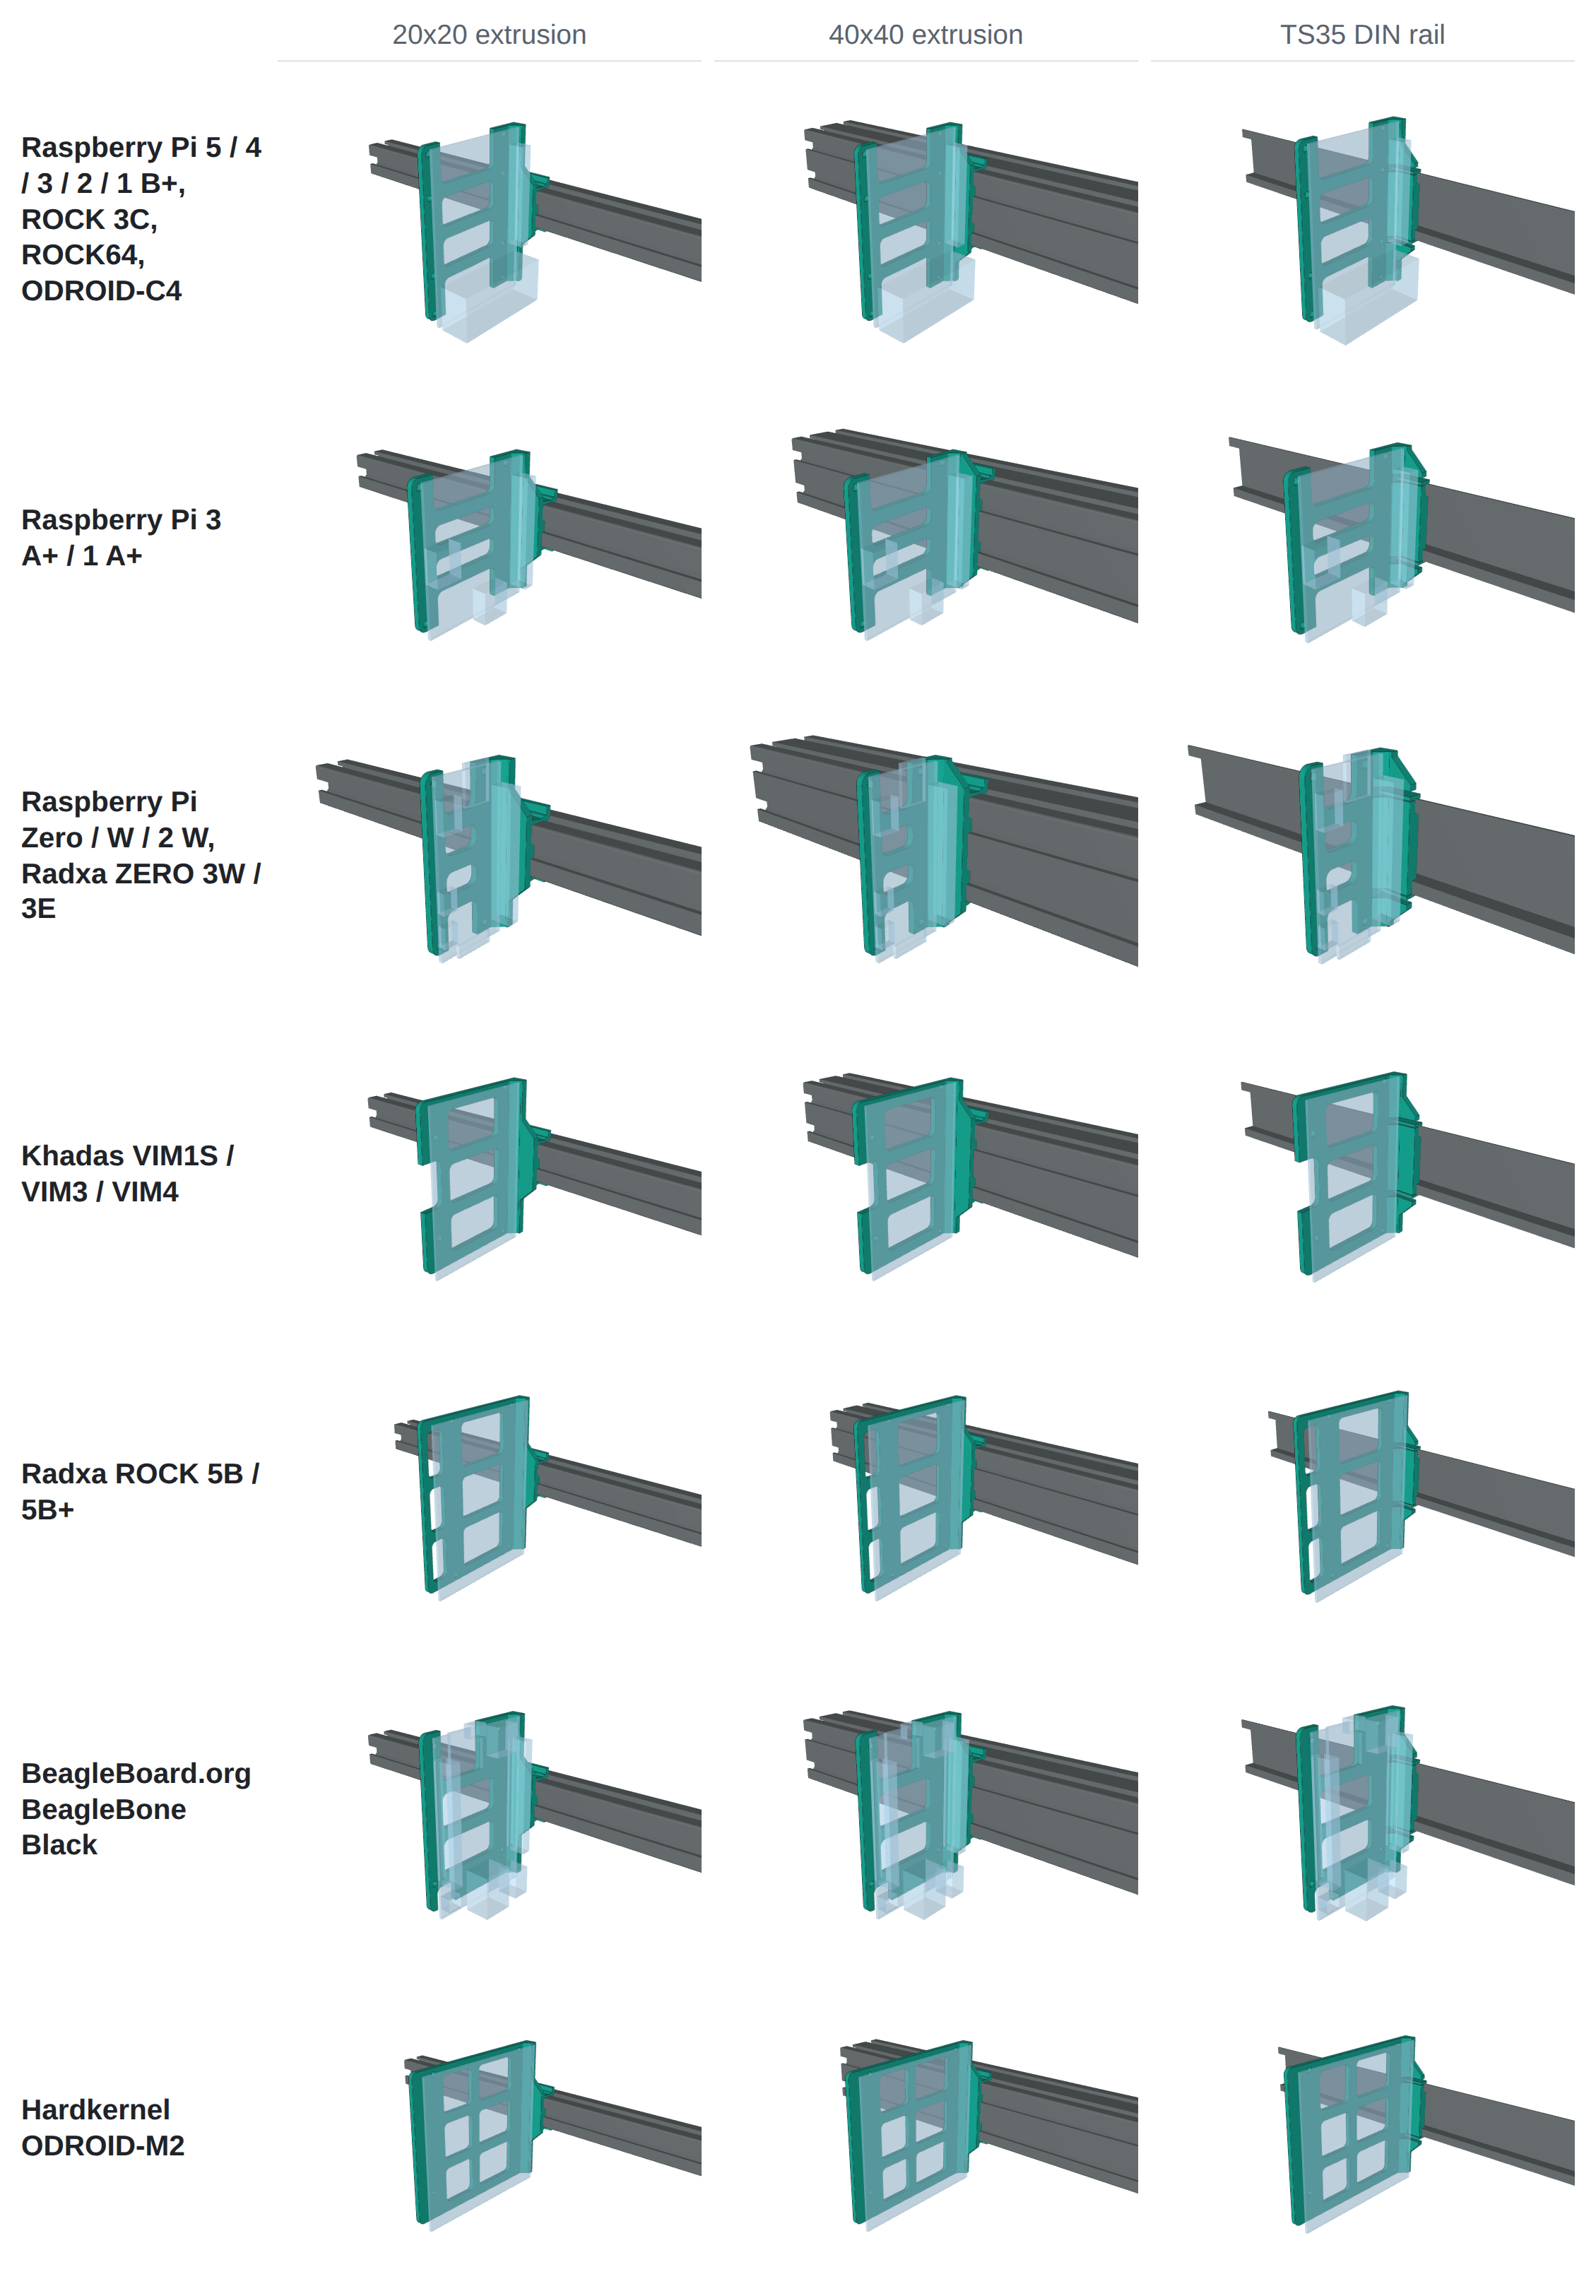 20x20 extrusion
40x40 extrusion
TS35 DIN rail
Raspberry Pi 5 / 4
/ 3 / 2 / 1 B+,
ROCK 3C,
ROCK64,
ODROID-C4
Raspberry Pi 3
A+ / 1 A+
Raspberry Pi
Zero / W / 2 W,
Radxa ZERO 3W /
3E
Khadas VIM1S /
VIM3 / VIM4
Radxa ROCK 5B /
5B+
BeagleBoard.org
BeagleBone
Black
Hardkernel
ODROID-M2